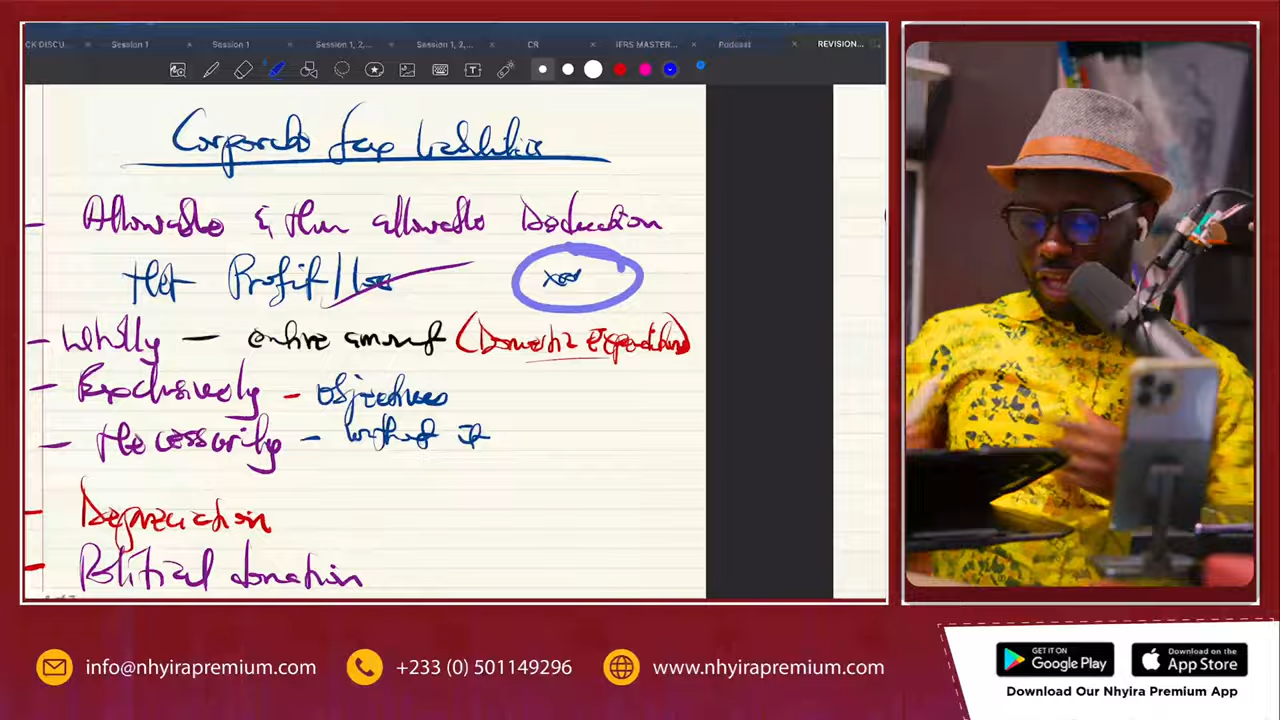 CK DISCU... Session 1 Session 1 Session 1, 2,... Session 1, 2,... CR IFRS MASTER... Podcast REVISION...
Corporate tax liabilities
- Allowable & Non allowable Deduction
Net Profit/loss xxx
- Wholly - entire amount (Domestic expenditure)
- Exclusively - objectives
- Necessarily - without it
- Depreciation
- Political donation
info@nhyirapremium.com +233 (0) 501149296 www.nhyirapremium.com
GET IT ON Google Play
Download on the App Store
Download Our Nhyira Premium App